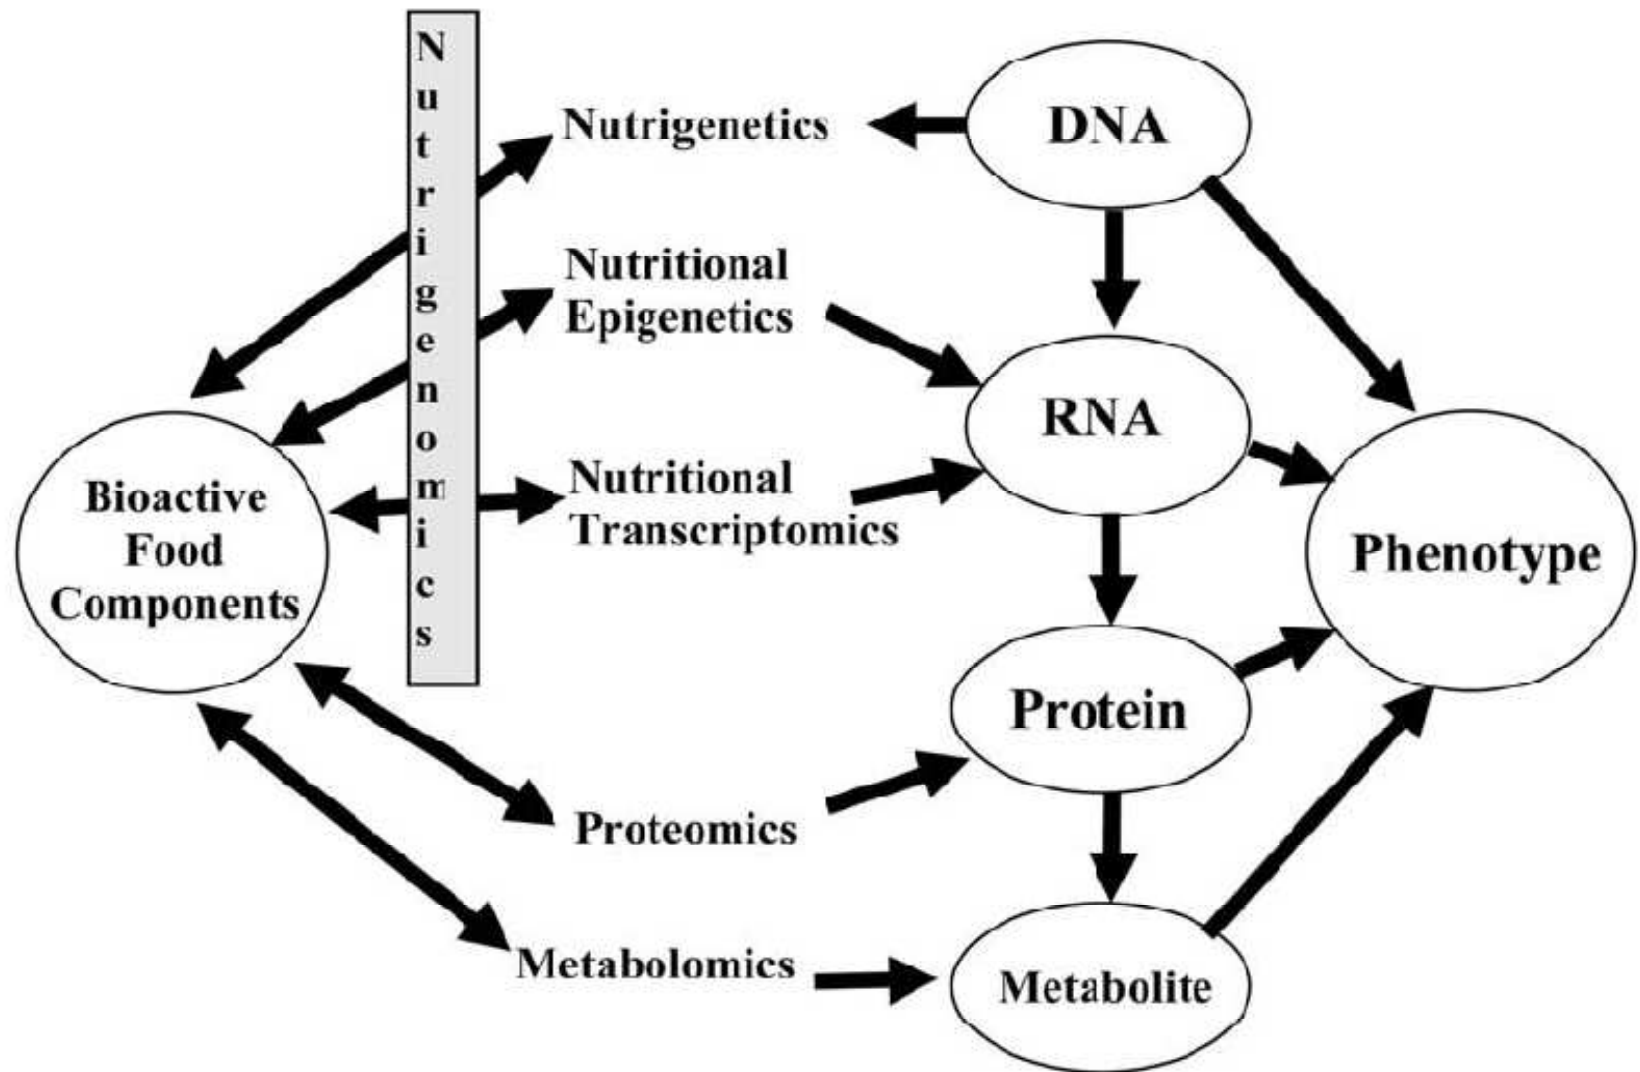 Nutrigenomics
Nutrigenetics
DNA
Nutritional
Epigenetics
RNA
Nutritional
Transcriptomics
Bioactive
Food
Components
Phenotype
Protein
Proteomics
Metabolomics
Metabolite